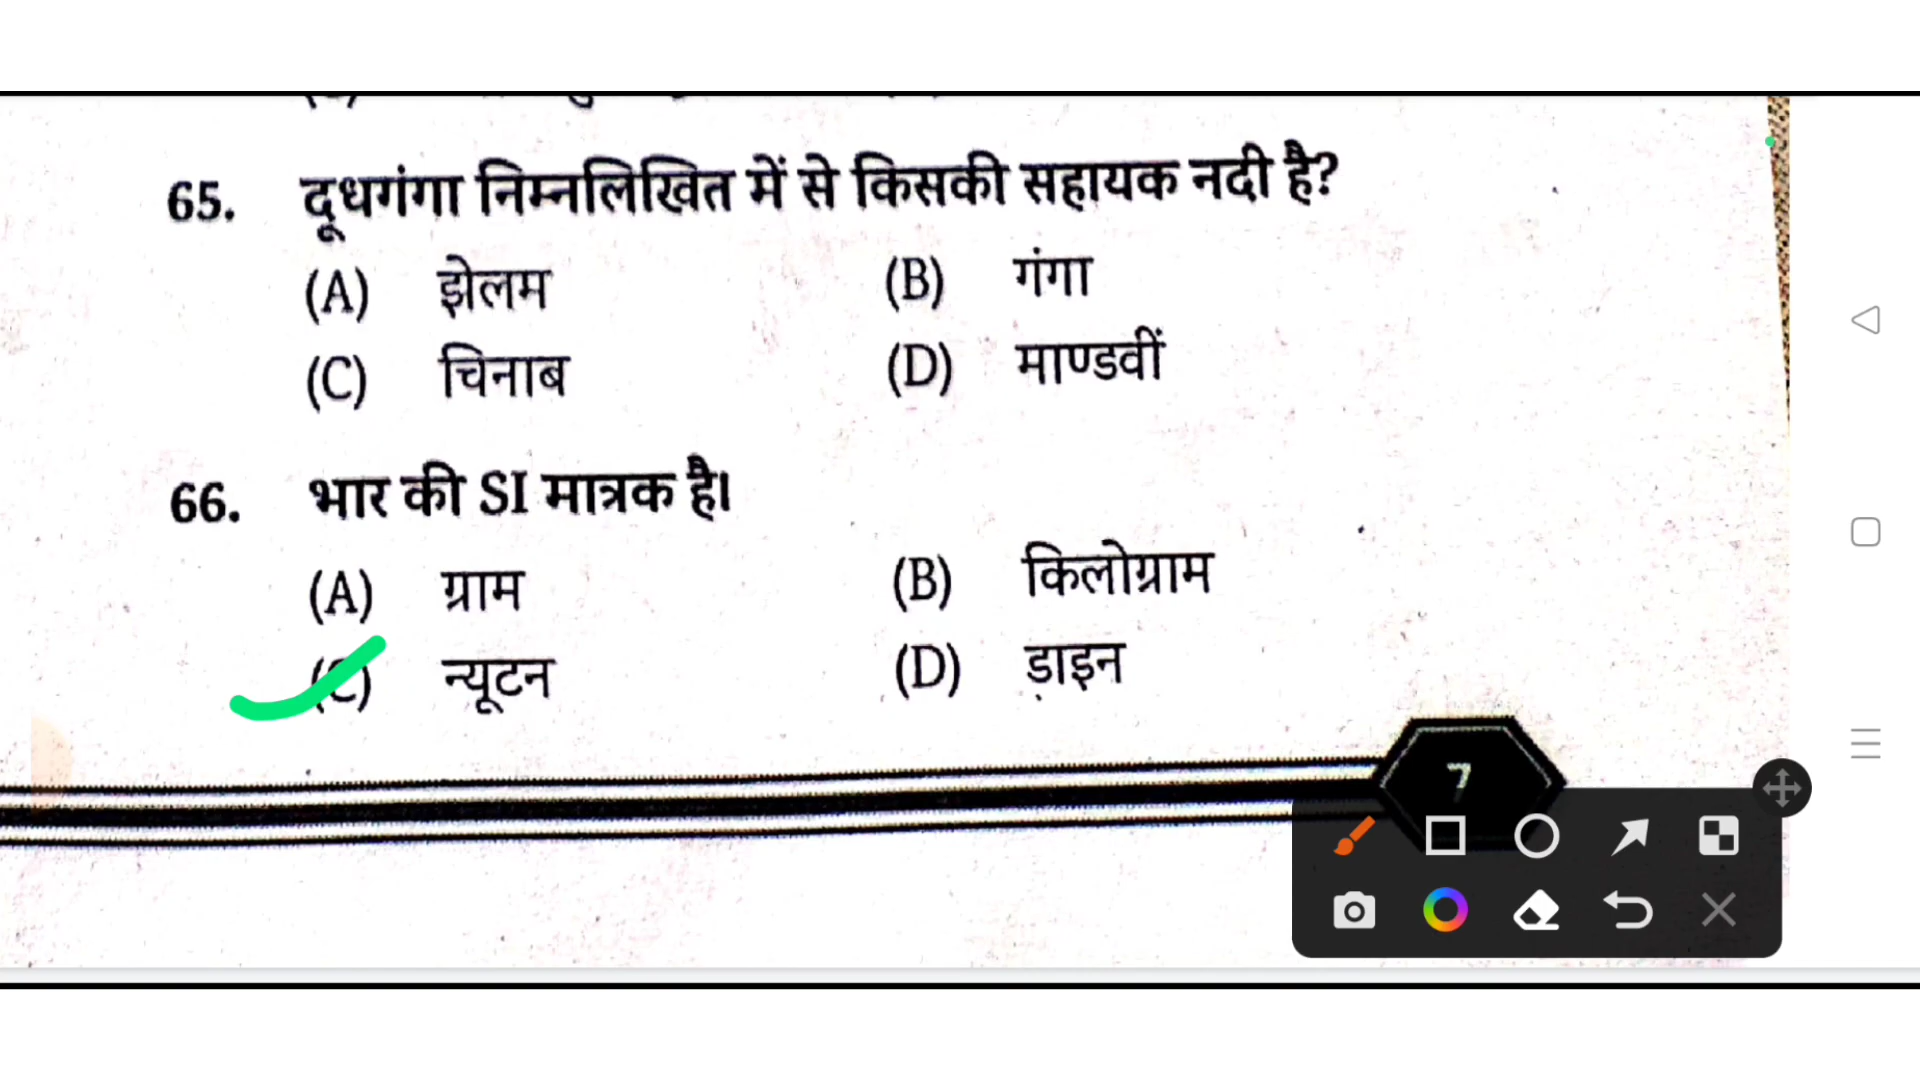 65. दूधगंगा निम्नलिखित में से किसकी सहायक नदी है?
(A) झेलम (B) गंगा
(C) चिनाब (D) माण्डवीं
66. भार की SI मात्रक है।
(A) ग्राम (B) किलोग्राम
(C) न्यूटन (D) ड़ाइन
7